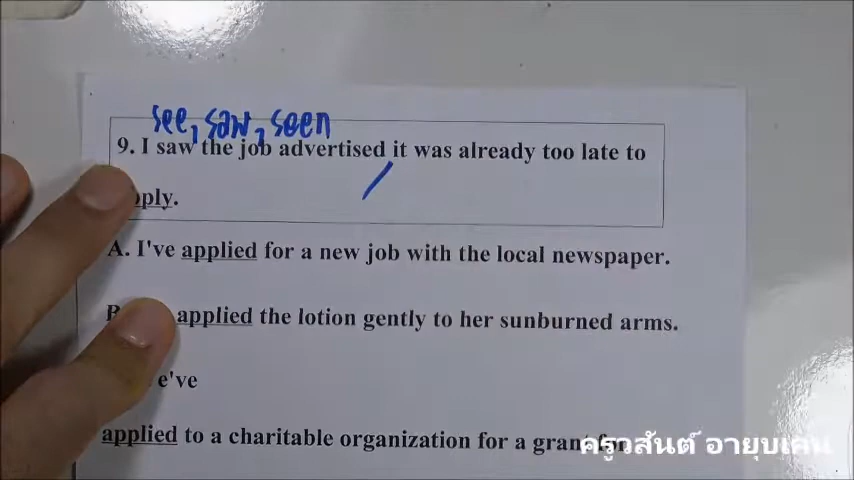 see, saw, seen
9. I saw the job advertised it was already too late to
/
pply.
A. I've applied for a new job with the local newspaper.
applied the lotion gently to her sunburned arms.
e've
applied to a charitable organization for a grant for
ครูวสันต์ อายุบเคน